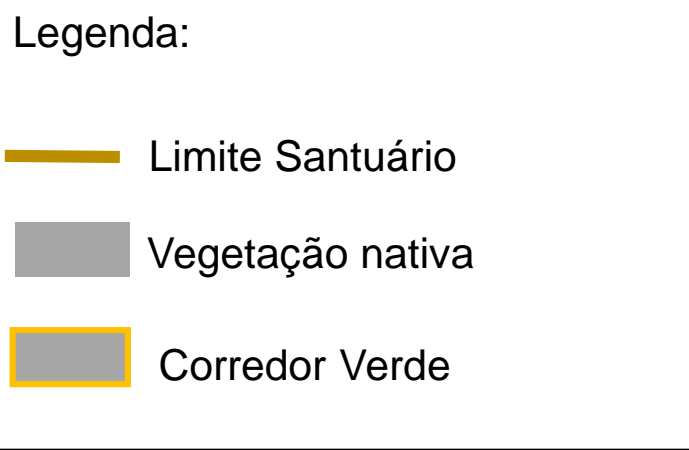 Legenda:
Limite Santuário
Vegetação nativa
Corredor Verde